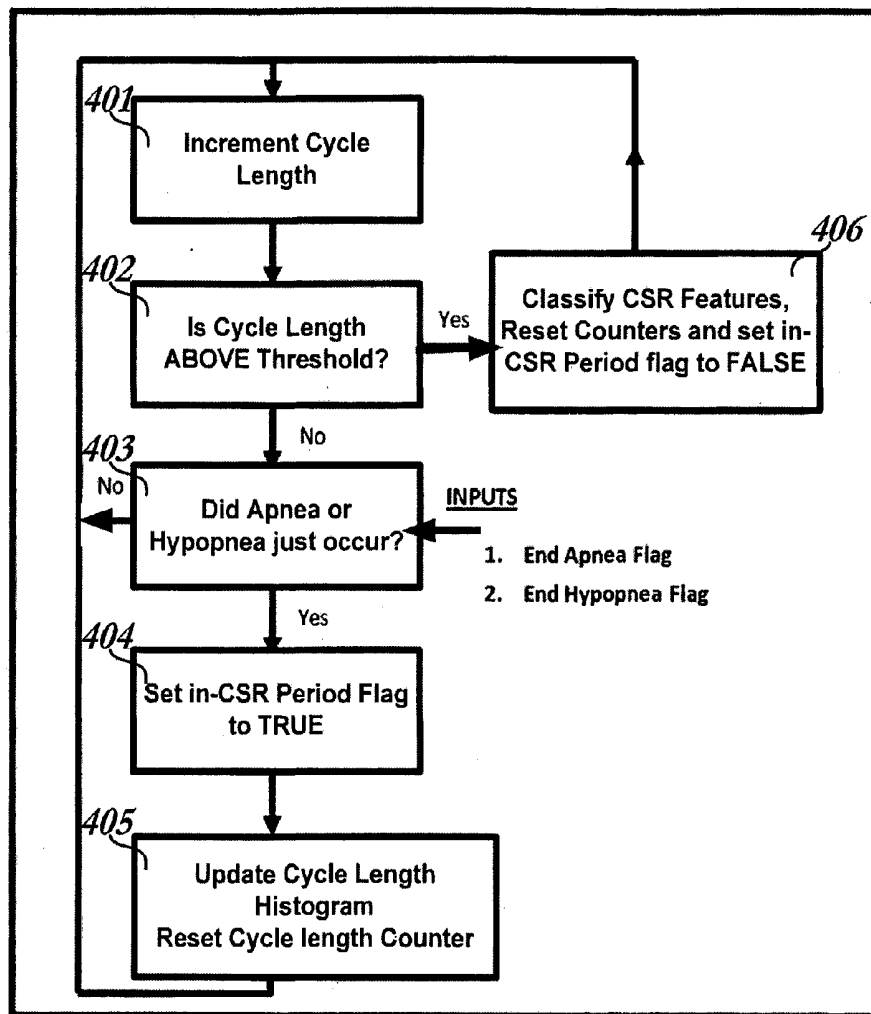 401
Increment Cycle
Length
402
Is Cycle Length
ABOVE Threshold?
Yes
406
Classify CSR Features,
Reset Counters and set in-
CSR Period flag to FALSE
No
403
No
Did Apnea or
Hypopnea just occur?
INPUTS
1. End Apnea Flag
2. End Hypopnea Flag
Yes
404
Set in-CSR Period Flag
to TRUE
405
Update Cycle Length
Histogram
Reset Cycle length Counter